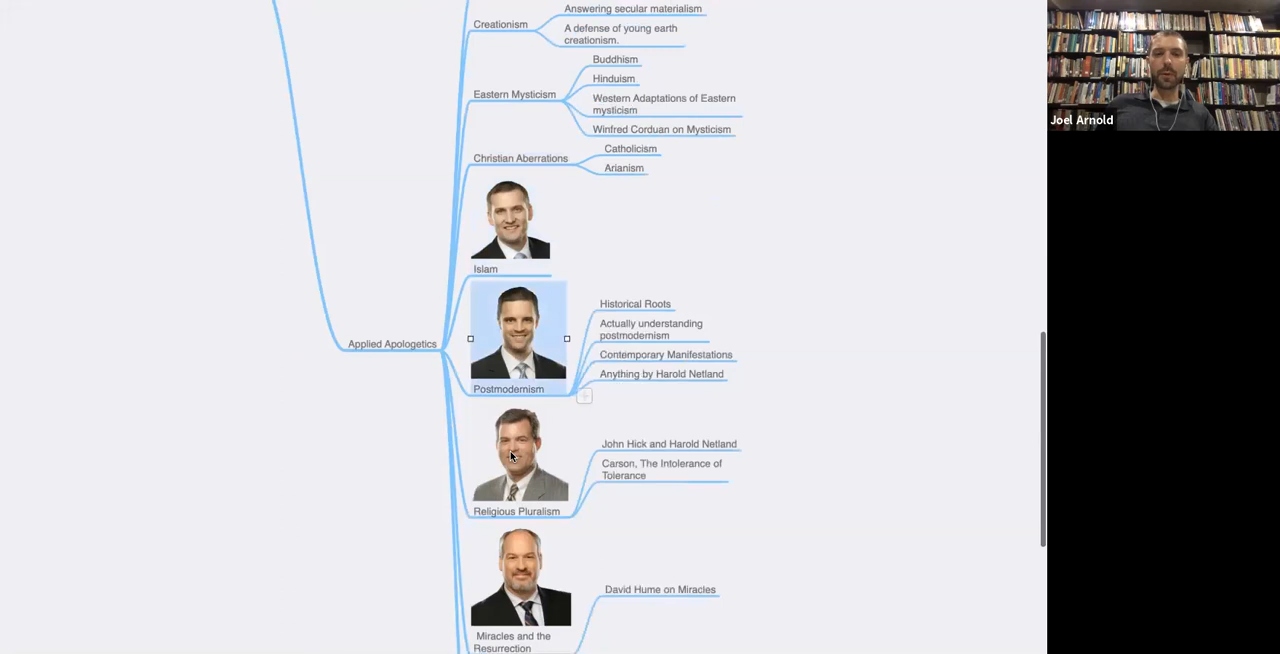 Creationism
Answering secular materialism
A defense of young earth
creationism.
Eastern Mysticism
Buddhism
Hinduism
Western Adaptations of Eastern
mysticism
Winfred Corduan on Mysticism
Christian Aberrations
Catholicism
Arianism
Islam
Applied Apologetics
Postmodernism
Historical Roots
Actually understanding
postmodernism
Contemporary Manifestations
Anything by Harold Netland
Religious Pluralism
John Hick and Harold Netland
Carson, The Intolerance of
Tolerance
Miracles and the
Resurrection
David Hume on Miracles
Joel Arnold